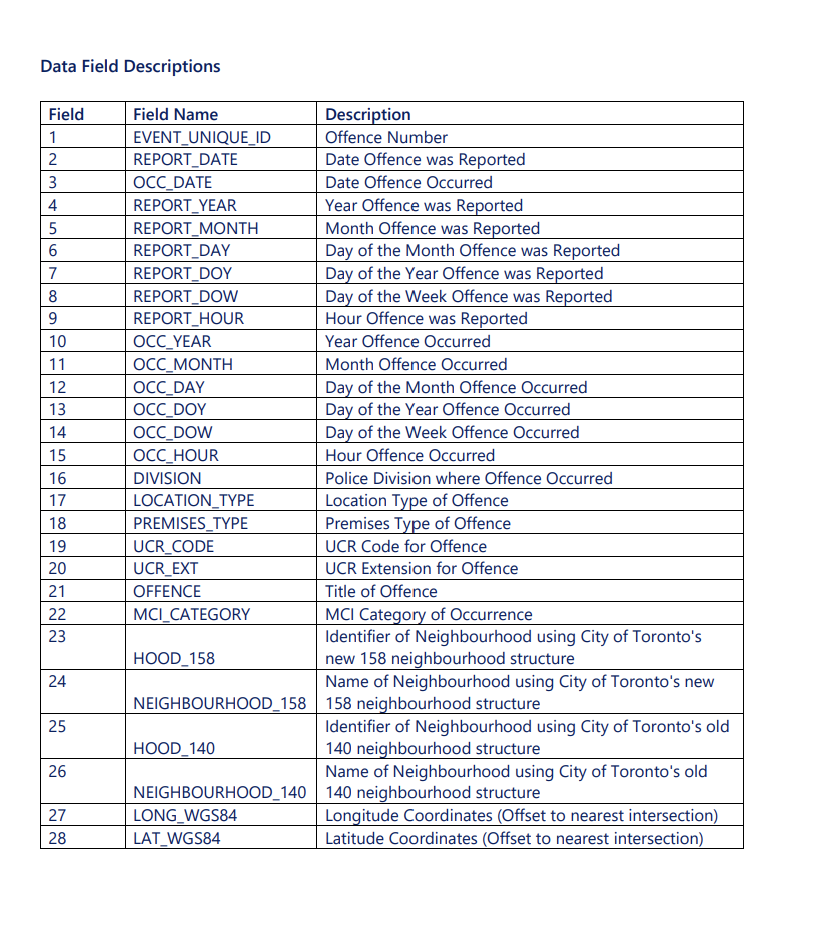 Data Field Descriptions
Field Field Name Description
1 EVENT_UNIQUE_ID Offence Number
2 REPORT_DATE Date Offence was Reported
3 OCC_DATE Date Offence Occurred
4 REPORT_YEAR Year Offence was Reported
5 REPORT_MONTH Month Offence was Reported
6 REPORT_DAY Day of the Month Offence was Reported
7 REPORT_DOY Day of the Year Offence was Reported
8 REPORT_DOW Day of the Week Offence was Reported
9 REPORT_HOUR Hour Offence was Reported
10 OCC_YEAR Year Offence Occurred
11 OCC_MONTH Month Offence Occurred
12 OCC_DAY Day of the Month Offence Occurred
13 OCC_DOY Day of the Year Offence Occurred
14 OCC_DOW Day of the Week Offence Occurred
15 OCC_HOUR Hour Offence Occurred
16 DIVISION Police Division where Offence Occurred
17 LOCATION_TYPE Location Type of Offence
18 PREMISES_TYPE Premises Type of Offence
19 UCR_CODE UCR Code for Offence
20 UCR_EXT UCR Extension for Offence
21 OFFENCE Title of Offence
22 MCI_CATEGORY MCI Category of Occurrence
23 Identifier of Neighbourhood using City of Toronto's
HOOD_158 new 158 neighbourhood structure
24 Name of Neighbourhood using City of Toronto's new
NEIGHBOURHOOD_158 158 neighbourhood structure
25 Identifier of Neighbourhood using City of Toronto's old
HOOD_140 140 neighbourhood structure
26 Name of Neighbourhood using City of Toronto's old
NEIGHBOURHOOD_140 140 neighbourhood structure
27 LONG_WGS84 Longitude Coordinates (Offset to nearest intersection)
28 LAT_WGS84 Latitude Coordinates (Offset to nearest intersection)